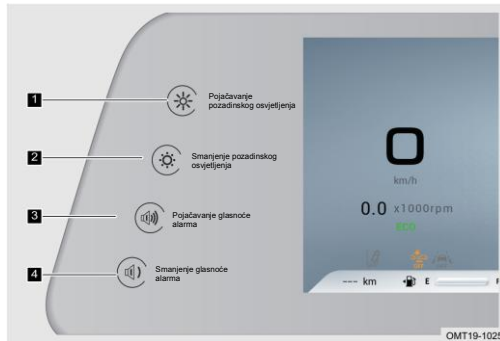 1
Pojačavanje
pozadinskog osvjetljenja
2
Smanjenje pozadinskog
osvjetljenja
3
Pojačavanje glasnoće
alarma
4
Smanjenje glasnoće
alarma
0
km/h
0.0 x1000rpm
ECO
--- km E F
OMT19-1025